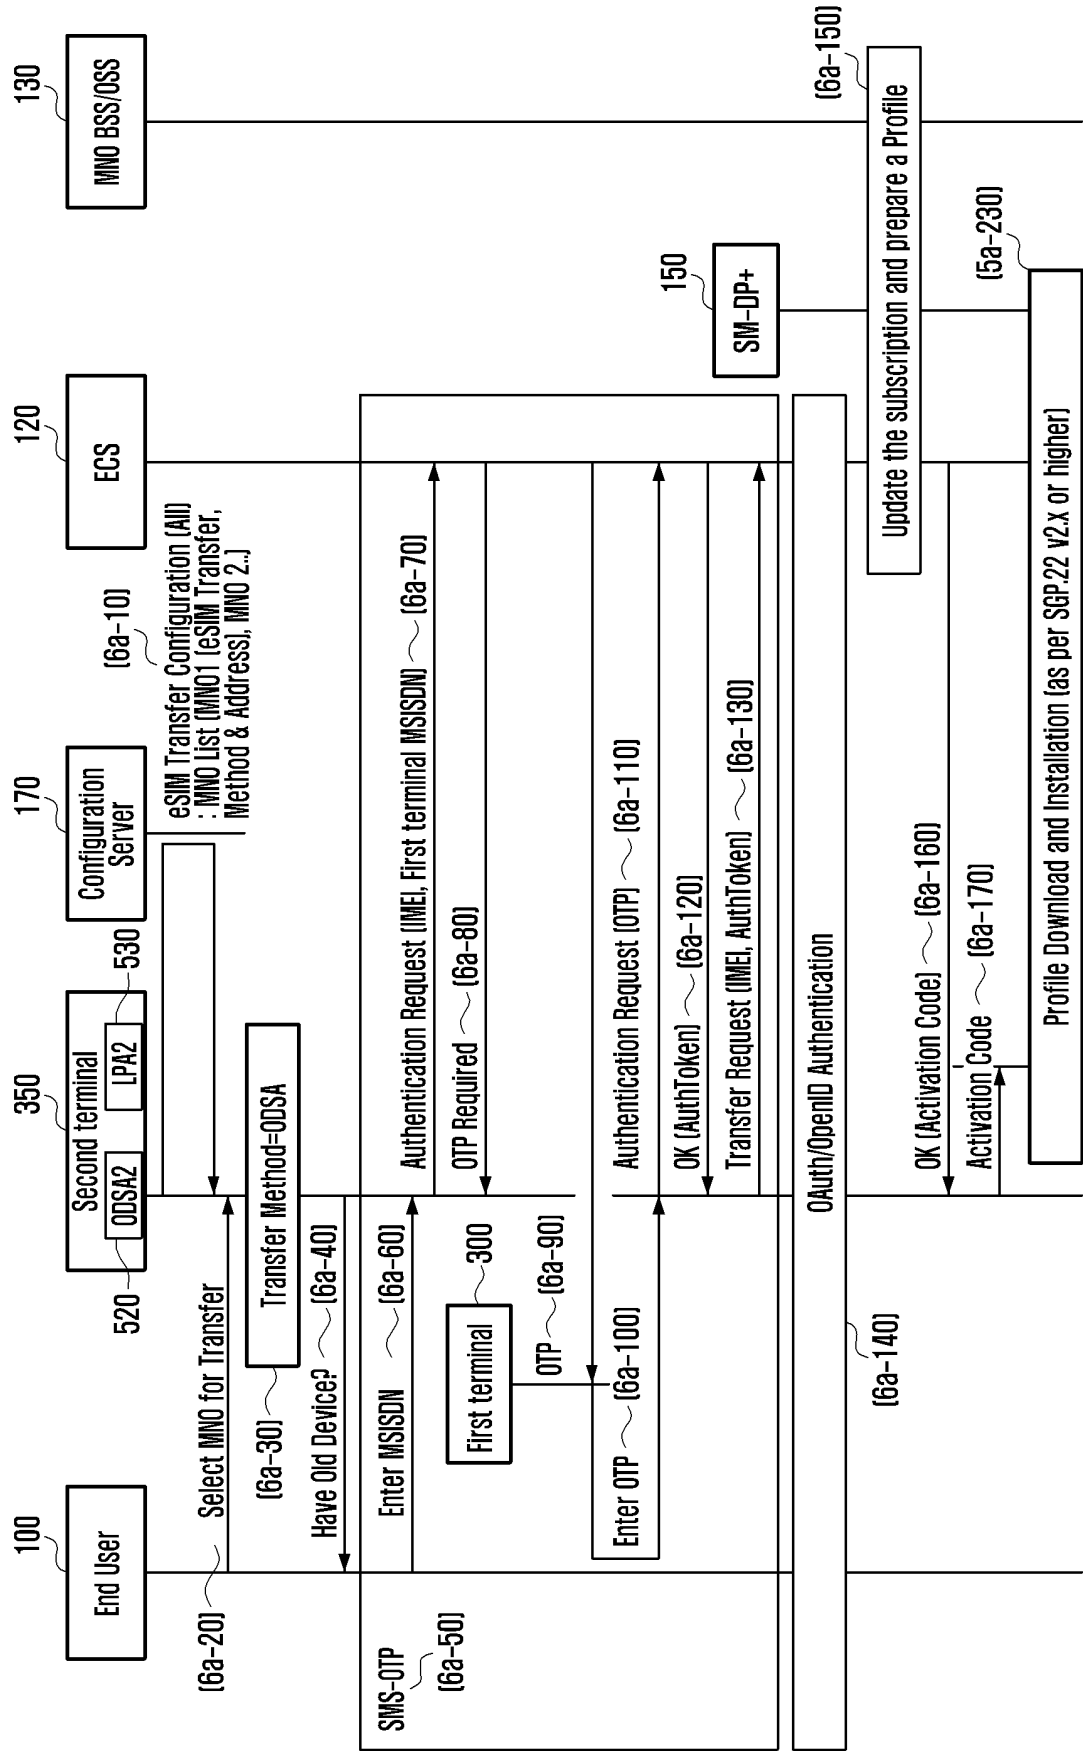 100
End User
350
Second terminal
ODSA2
LPA2
520
530
170
Configuration
Server
120
ECS
130
MNO BSS/OSS
(6a-10)
eSIM Transfer Configuration (All)
: MNO List (MNO1 (eSIM Transfer,
Method & Address), MNO 2..)
(6a-20)
Select MNO for Transfer
Transfer Method=ODSA
(6a-30)
Have Old Device? (6a-40)
SMS-OTP
(6a-50)
Enter MSISDN (6a-60)
Authentication Request (IMEI, First terminal MSISDN) (6a-70)
OTP Required (6a-80)
First terminal
300
OTP (6a-90)
Enter OTP (6a-100)
Authentication Request (OTP) (6a-110)
OK (AuthToken) (6a-120)
150
SM-DP+
Transfer Request (IMEI, AuthToken) (6a-130)
OAuth/OpenID Authentication
(6a-140)
(6a-150)
Update the subscription and prepare a Profile
OK (Activation Code) (6a-160)
Activation Code (6a-170)
(5a-230)
Profile Download and Installation (as per SGP.22 v2.x or higher)